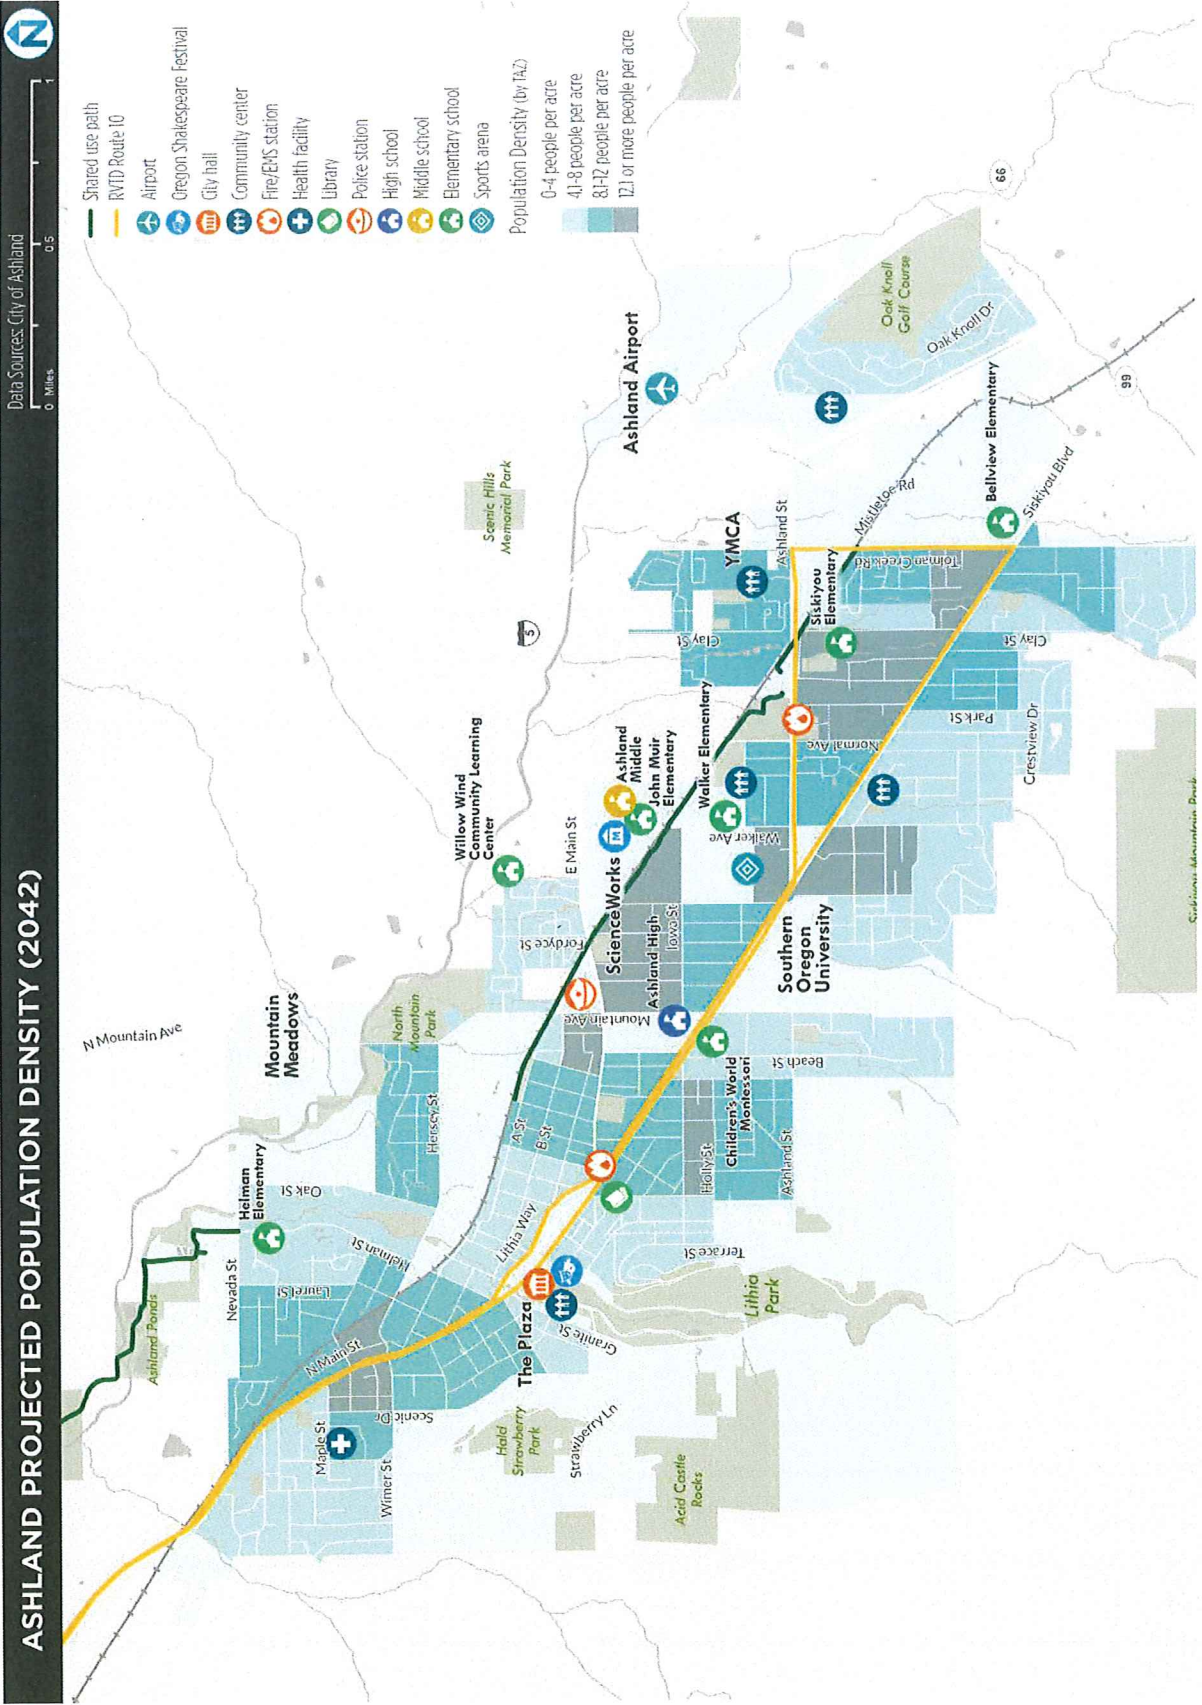 ASHLAND PROJECTED POPULATION DENSITY (2042)
Data Sources: City of Ashland
0 Miles
0.5
1
N
Shared use path
RVTD Route 10
Airport
Oregon Shakespeare Festival
City hall
Community center
Fire/EMS station
Health facility
Library
Police station
High school
Middle school
Elementary school
Sports arena
Population Density (by TAZ)
0-4 people per acre
4.1-8 people per acre
8.1-12 people per acre
12.1 or more people per acre
N Mountain Ave
Mountain
Meadows
Ashland Ponds
Helman
Elementary
Nevada St
Oak St
Laurel St
Helman St
Hersey St
North
Mountain
Park
Willow Wind
Community Learning
Center
Scenic Hills
Memorial Park
5
Ashland Airport
66
Oak Knoll
Golf Course
Oak Knoll Dr
99
N Main St
Maple St
Wimer St
Scenic Dr
Hald
Strawberry
Park
Strawberry Ln
Acid Castle
Rocks
The Plaza
Granite St
Lithia Way
Lithia
Park
Terrace St
A St
B St
Holly St
Ashland St
Children's World
Montessori
Beach St
Mountain Ave
Ashland High
Iowa St
Fordyce St
E Main St
ScienceWorks
M
Ashland
Middle
John Muir
Elementary
Walker Elementary
Walker Ave
Southern
Oregon
University
Normal Ave
Park St
Crestview Dr
Clay St
Clay St
YMCA
Ashland St
Siskiyou
Elementary
Tolman Creek Rd
Mistletoe Rd
Bellview Elementary
Siskiyou Blvd
Siskiyou Mountain Park